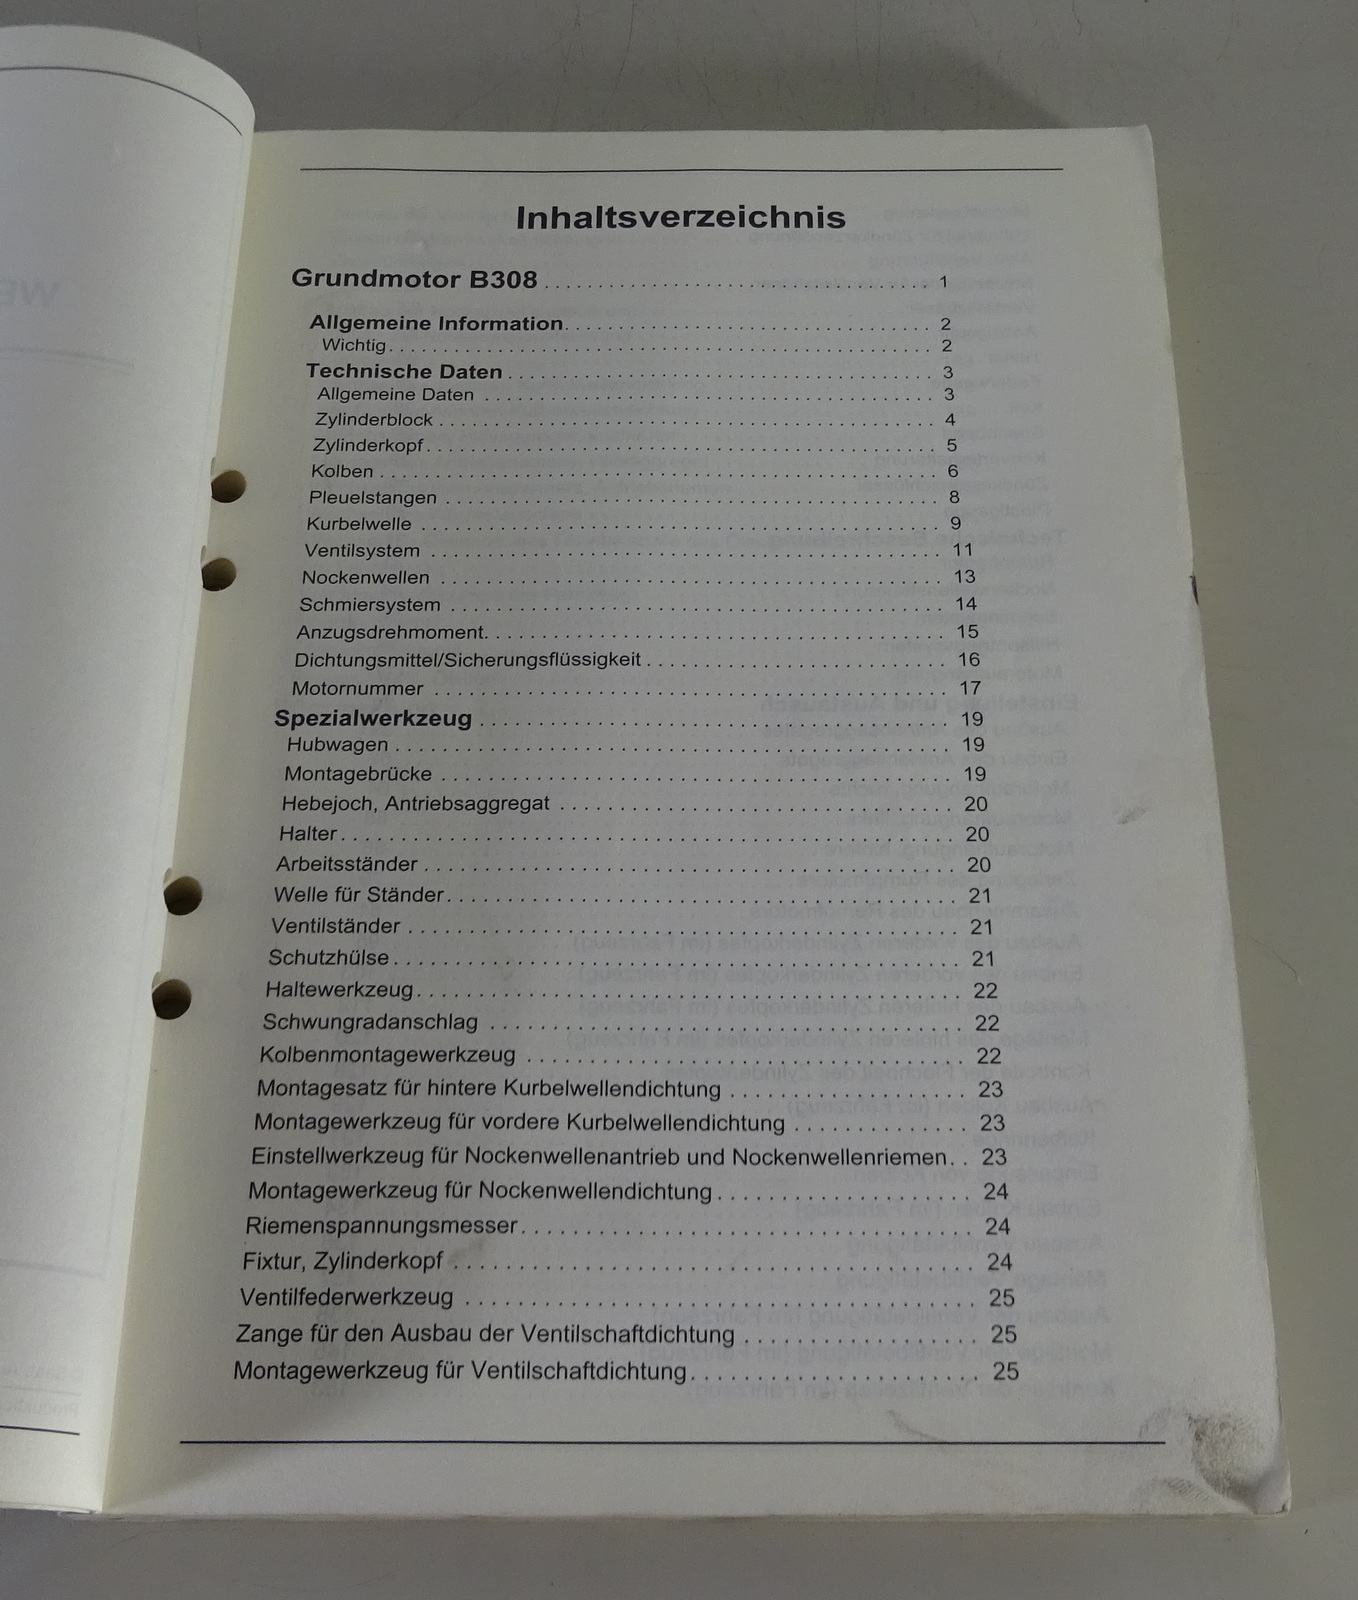 Inhaltsverzeichnis
Grundmotor B308 . . . . . . . . . . 1
Allgemeine Information . . . . . . . . . . 2
Wichtig . . . . . . . . . . 2
Technische Daten . . . . . . . . . . 3
Allgemeine Daten . . . . . . . . . . 3
Zylinderblock . . . . . . . . . . 4
Zylinderkopf . . . . . . . . . . 5
Kolben . . . . . . . . . . 6
Pleuelstangen . . . . . . . . . . 8
Kurbelwelle . . . . . . . . . . 9
Ventilsystem . . . . . . . . . . 11
Nockenwellen . . . . . . . . . . 13
Schmiersystem . . . . . . . . . . 14
Anzugsdrehmoment . . . . . . . . . . 15
Dichtungsmittel/Sicherungsflüssigkeit . . . . . . . . . . 16
Motornummer . . . . . . . . . . 17
Spezialwerkzeug . . . . . . . . . . 19
Hubwagen . . . . . . . . . . 19
Montagebrücke . . . . . . . . . . 19
Hebejoch, Antriebsaggregat . . . . . . . . . . 20
Halter . . . . . . . . . . 20
Arbeitsständer . . . . . . . . . . 20
Welle für Ständer . . . . . . . . . . 21
Ventilständer . . . . . . . . . . 21
Schutzhülse . . . . . . . . . . 21
Haltewerkzeug . . . . . . . . . . 22
Schwungradanschlag . . . . . . . . . . 22
Kolbenmontagewerkzeug . . . . . . . . . . 22
Montagesatz für hintere Kurbelwellendichtung . . . . . . . . . . 23
Montagewerkzeug für vordere Kurbelwellendichtung . . . . . . . . . . 23
Einstellwerkzeug für Nockenwellenantrieb und Nockenwellenriemen . . 23
Montagewerkzeug für Nockenwellendichtung . . . . . . . . . . 24
Riemenspannungsmesser . . . . . . . . . . 24
Fixtur, Zylinderkopf . . . . . . . . . . 24
Ventilfederwerkzeug . . . . . . . . . . 25
Zange für den Ausbau der Ventilschaftdichtung . . . . . . . . . . 25
Montagewerkzeug für Ventilschaftdichtung . . . . . . . . . . 25